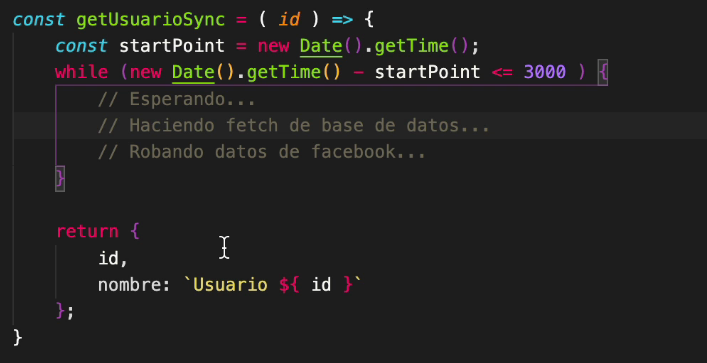 const getUsuarioSync = ( id ) => {
const startPoint = new Date().getTime();
while (new Date().getTime() - startPoint <= 3000 ) {
// Esperando...
// Haciendo fetch de base de datos...
// Robando datos de facebook...
}
return {
id,
nombre: `Usuario ${ id }`
};
}